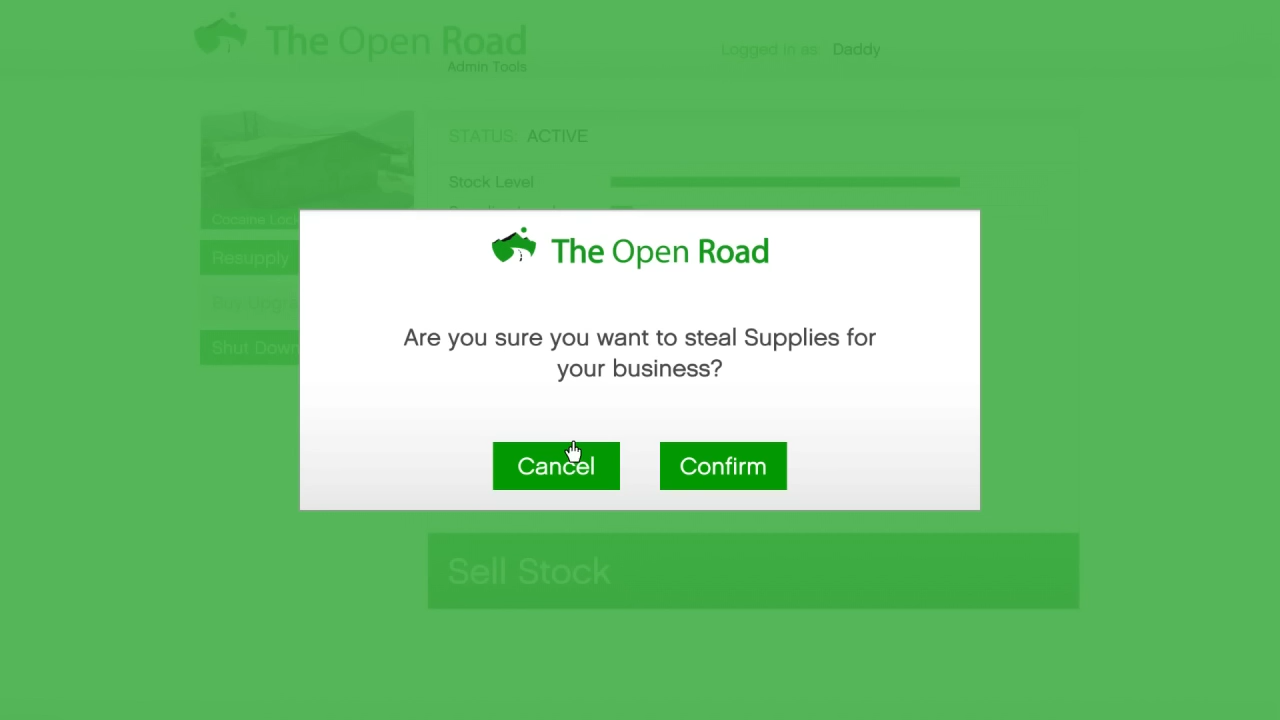 The Open Road
Admin Tools
Logged in as Daddy
STATUS: ACTIVE
Stock Level
Resupply
Shut Down
The Open Road
Are you sure you want to steal Supplies for
your business?
Cancel
Confirm
Sell Stock